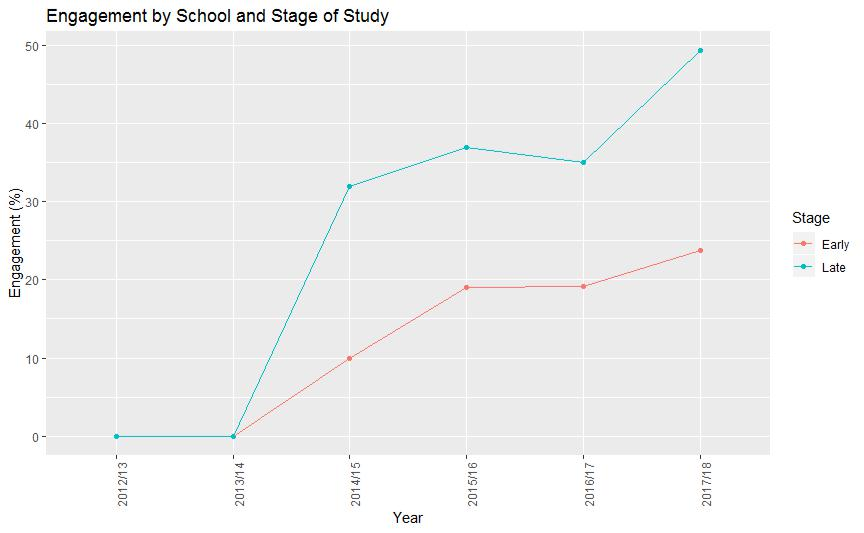 Engagement by School and Stage of Study
50
40
30
20
10
0
Engagement (%)
2012/13
2013/14
2014/15
2015/16
2016/17
2017/18
Year
Stage
Early
Late